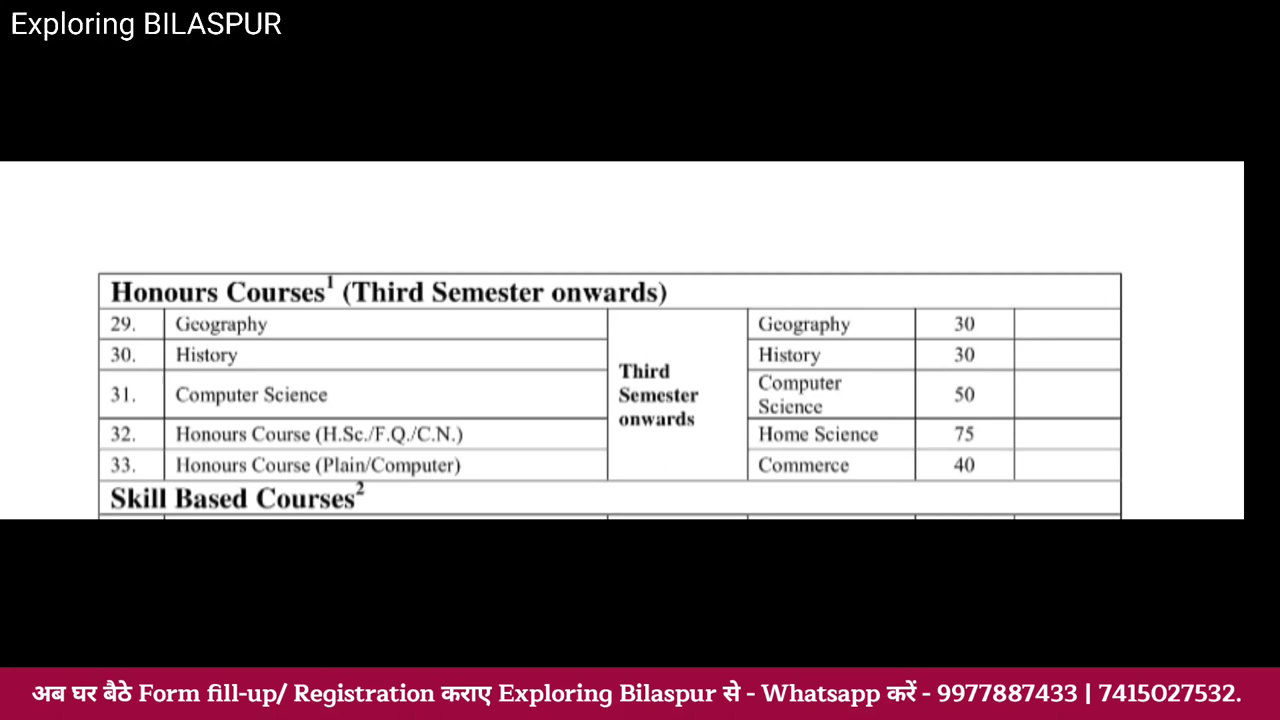 Exploring BILASPUR
Honours Courses¹ (Third Semester onwards)
29. Geography Geography 30
30. History History 30
31. Computer Science Third Semester onwards Computer Science 50
32. Honours Course (H.Sc./F.Q./C.N.) Home Science 75
33. Honours Course (Plain/Computer) Commerce 40
Skill Based Courses²
अब घर बैठे Form fill-up/ Registration कराए Exploring Bilaspur से - Whatsapp करें - 9977887433 | 7415027532.